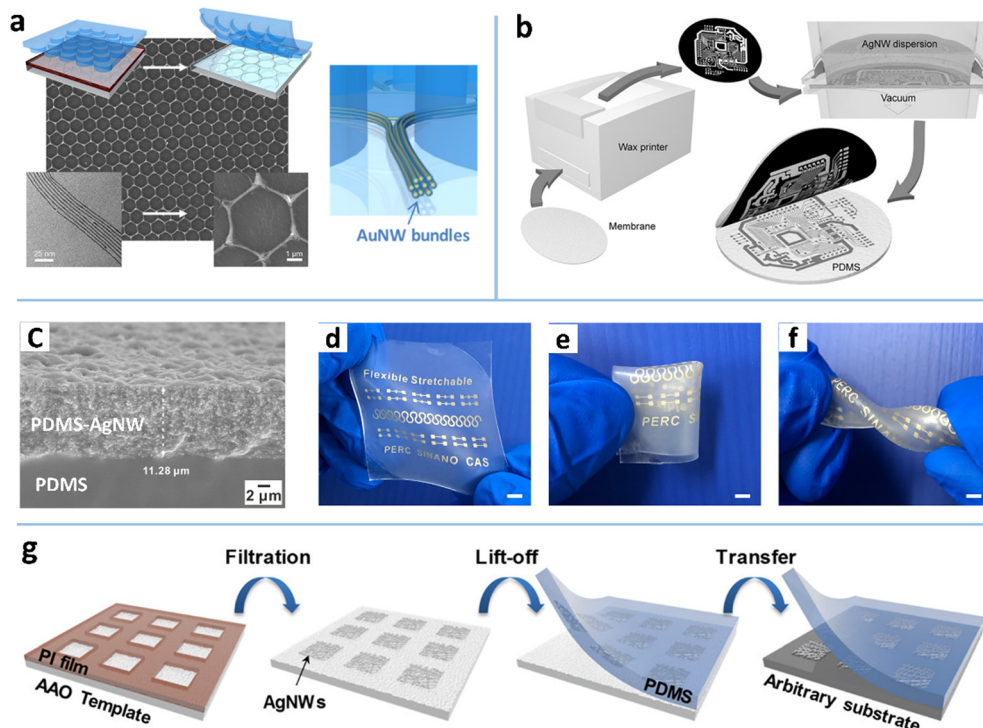 a
25 nm
1 µm
AuNW bundles
b
AgNW dispersion
Vacuum
Wax printer
Membrane
PDMS
C
PDMS-AgNW
11.28 µm
PDMS
2 µm
d
Flexible Stretchable
PERC SINANO CAS
e
PERC SI
f
PERC SINA
g
Filtration
Lift-off
Transfer
PI film
AAO Template
AgNWs
PDMS
Arbitrary substrate